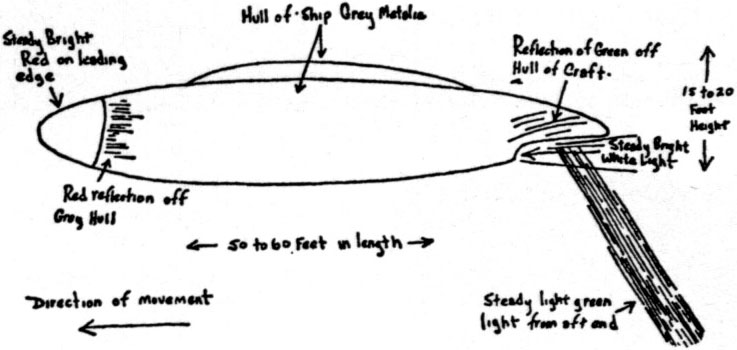 Hull of Ship Grey Metalic
Steady Bright
Red on leading
edge
Reflection of Green off
Hull of Craft.
15 to 20
Foot
Height
Steady Bright
White Light
Red reflection off
Grey Hull
50 to 60 Feet in length
Direction of movement
Steady light green
light from aft end